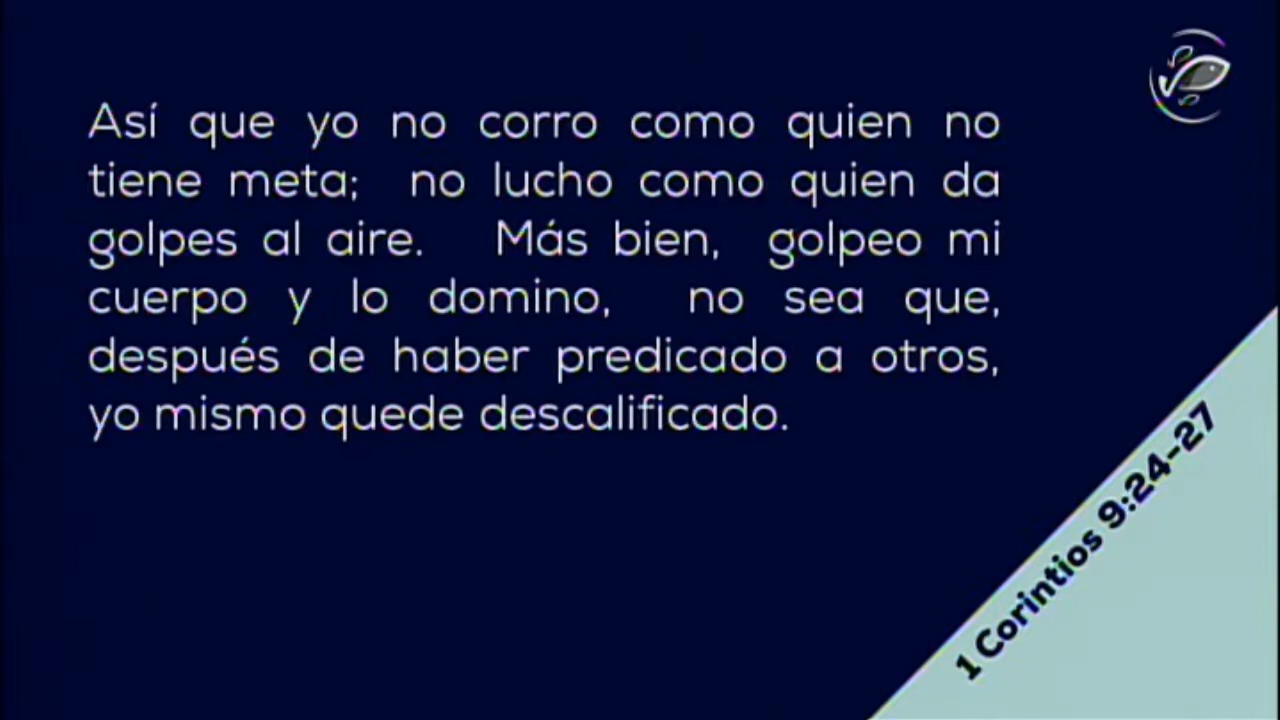 Así que yo no corro como quien no
tiene meta; no lucho como quien da
golpes al aire. Más bien, golpeo mi
cuerpo y lo domino, no sea que,
después de haber predicado a otros,
yo mismo quede descalificado.
1 Corintios 9:24-27